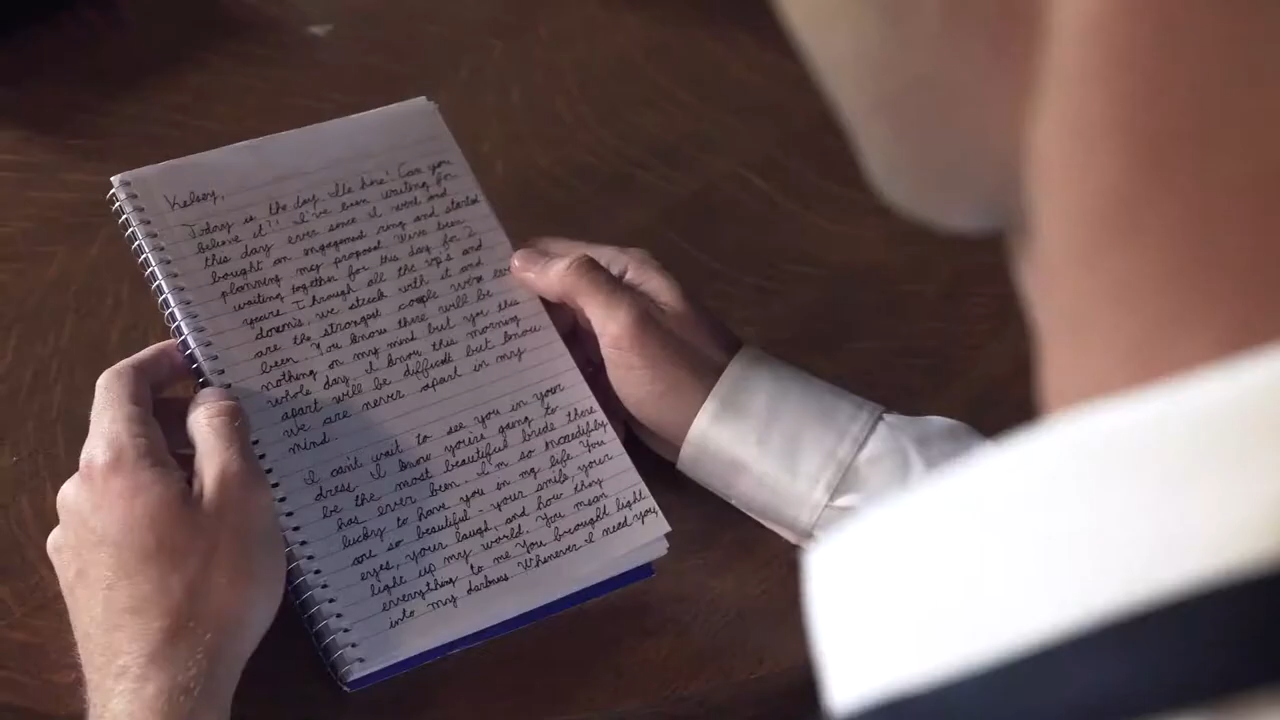 Kelsey,
Today is the day. It's here! Can you
believe it?! I've been waiting for
this day ever since I went and
bought an engagement ring and started
planning my proposal. We've been
waiting together for this day for 2
years. Through all the up's and
down's, we stuck with it and
are the strongest couple we've ever
been. You know there will be
nothing on my mind but you this
whole day. I know this morning
apart will be difficult but know
we are never apart in my
mind.
I can't wait to see you in your
dress. I know you're going to
be the most beautiful bride there
has ever been. I'm so incredibly
lucky to have you in my life. You
are so beautiful - your smile, your
eyes, your laugh, and how they
light up my world. You mean
everything to me. You brought light
into my darkness. Whenever I need you,